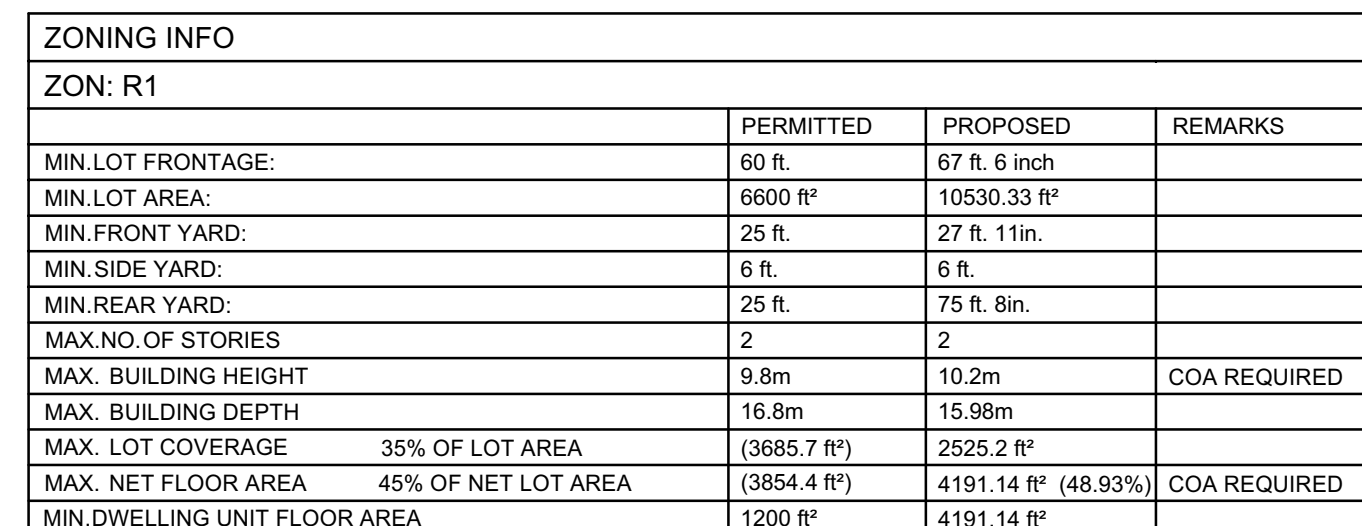 ZONING INFO
ZON: R1
PERMITTED PROPOSED REMARKS
MIN.LOT FRONTAGE: 60 ft. 67 ft. 6 inch
MIN.LOT AREA: 6600 ft² 10530.33 ft²
MIN.FRONT YARD: 25 ft. 27 ft. 11in.
MIN.SIDE YARD: 6 ft. 6 ft.
MIN.REAR YARD: 25 ft. 75 ft. 8in.
MAX.NO.OF STORIES 2 2
MAX. BUILDING HEIGHT 9.8m 10.2m COA REQUIRED
MAX. BUILDING DEPTH 16.8m 15.98m
MAX. LOT COVERAGE 35% OF LOT AREA (3685.7 ft²) 2525.2 ft²
MAX. NET FLOOR AREA 45% OF NET LOT AREA (3854.4 ft²) 4191.14 ft² (48.93%) COA REQUIRED
MIN.DWELLING UNIT FLOOR AREA 1200 ft² 4191.14 ft²